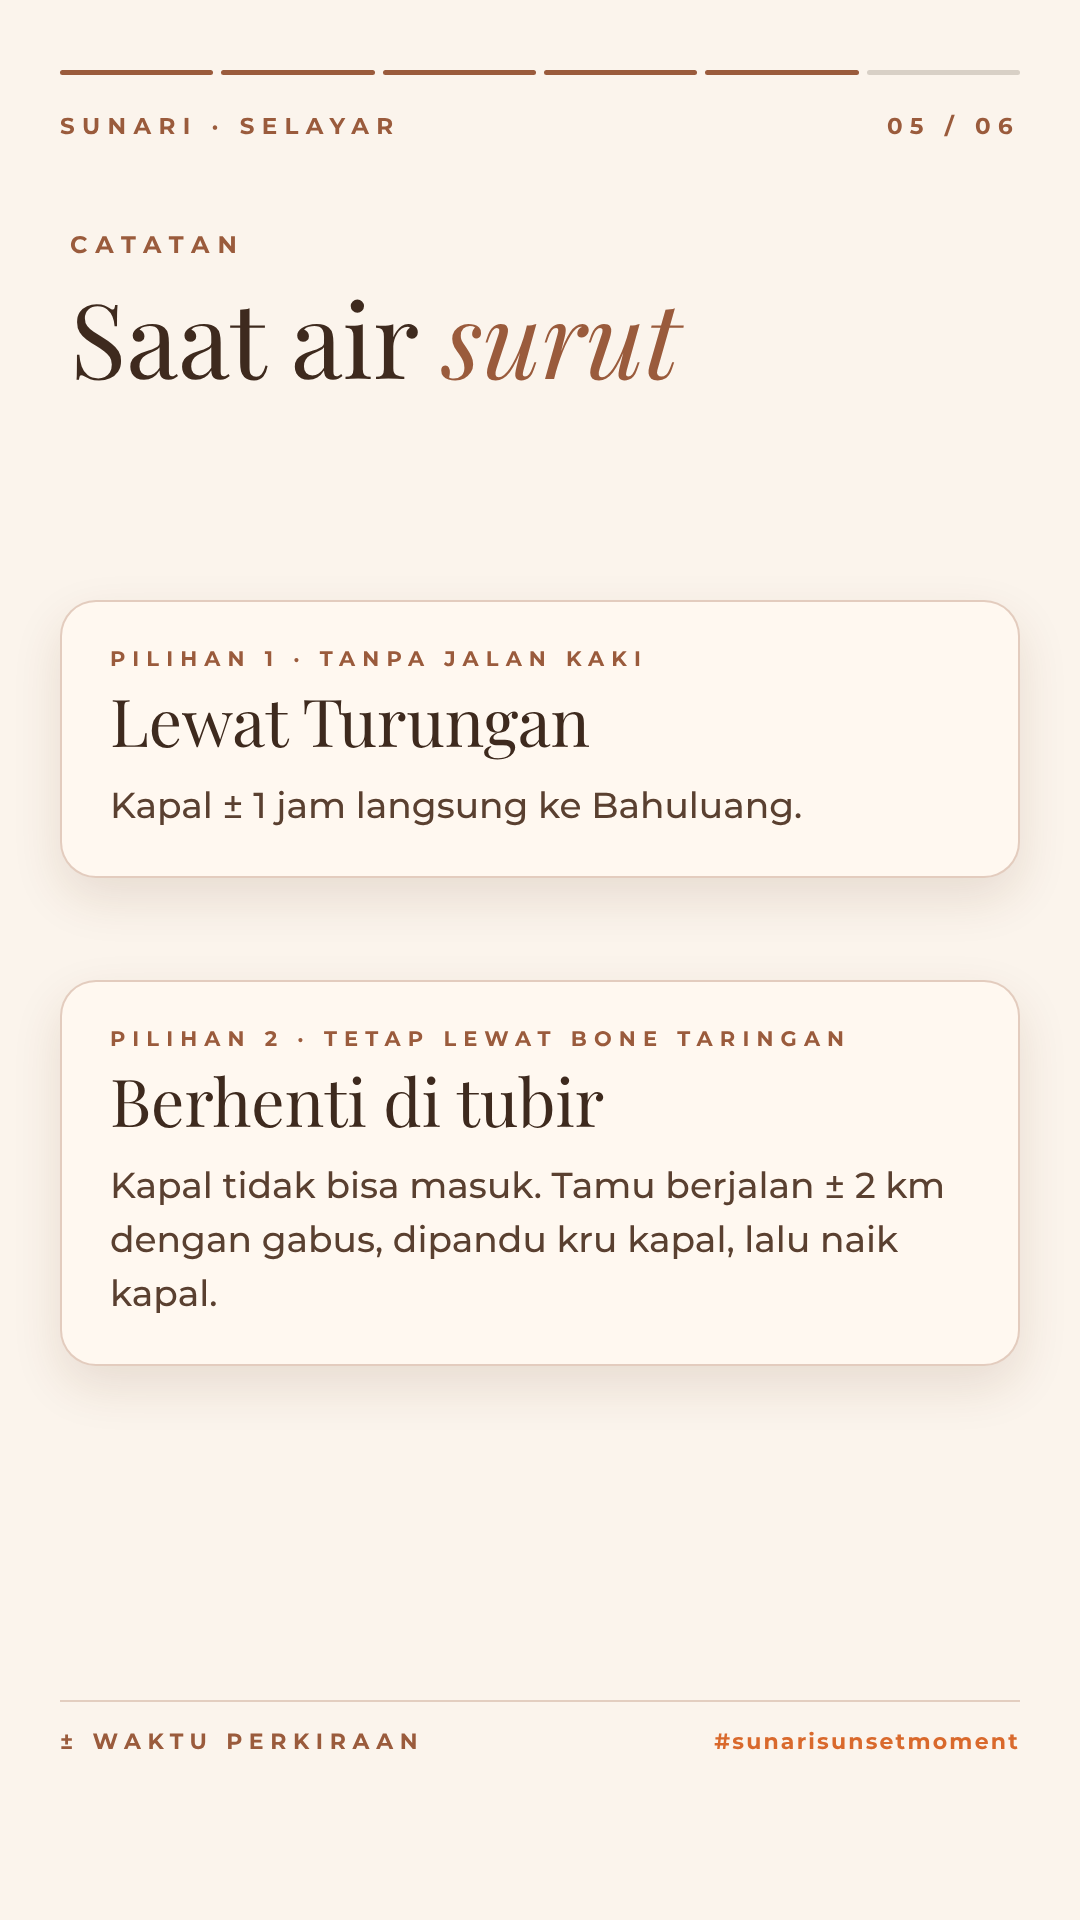 SUNARI · SELAYAR
05 / 06
CATATAN
Saat air surut
PILIHAN 1 · TANPA JALAN KAKI
Lewat Turungan
Kapal ± 1 jam langsung ke Bahuluang.
PILIHAN 2 · TETAP LEWAT BONE TARINGAN
Berhenti di tubir
Kapal tidak bisa masuk. Tamu berjalan ± 2 km
dengan gabus, dipandu kru kapal, lalu naik
kapal.
± WAKTU PERKIRAAN
#sunarisunsetmoment